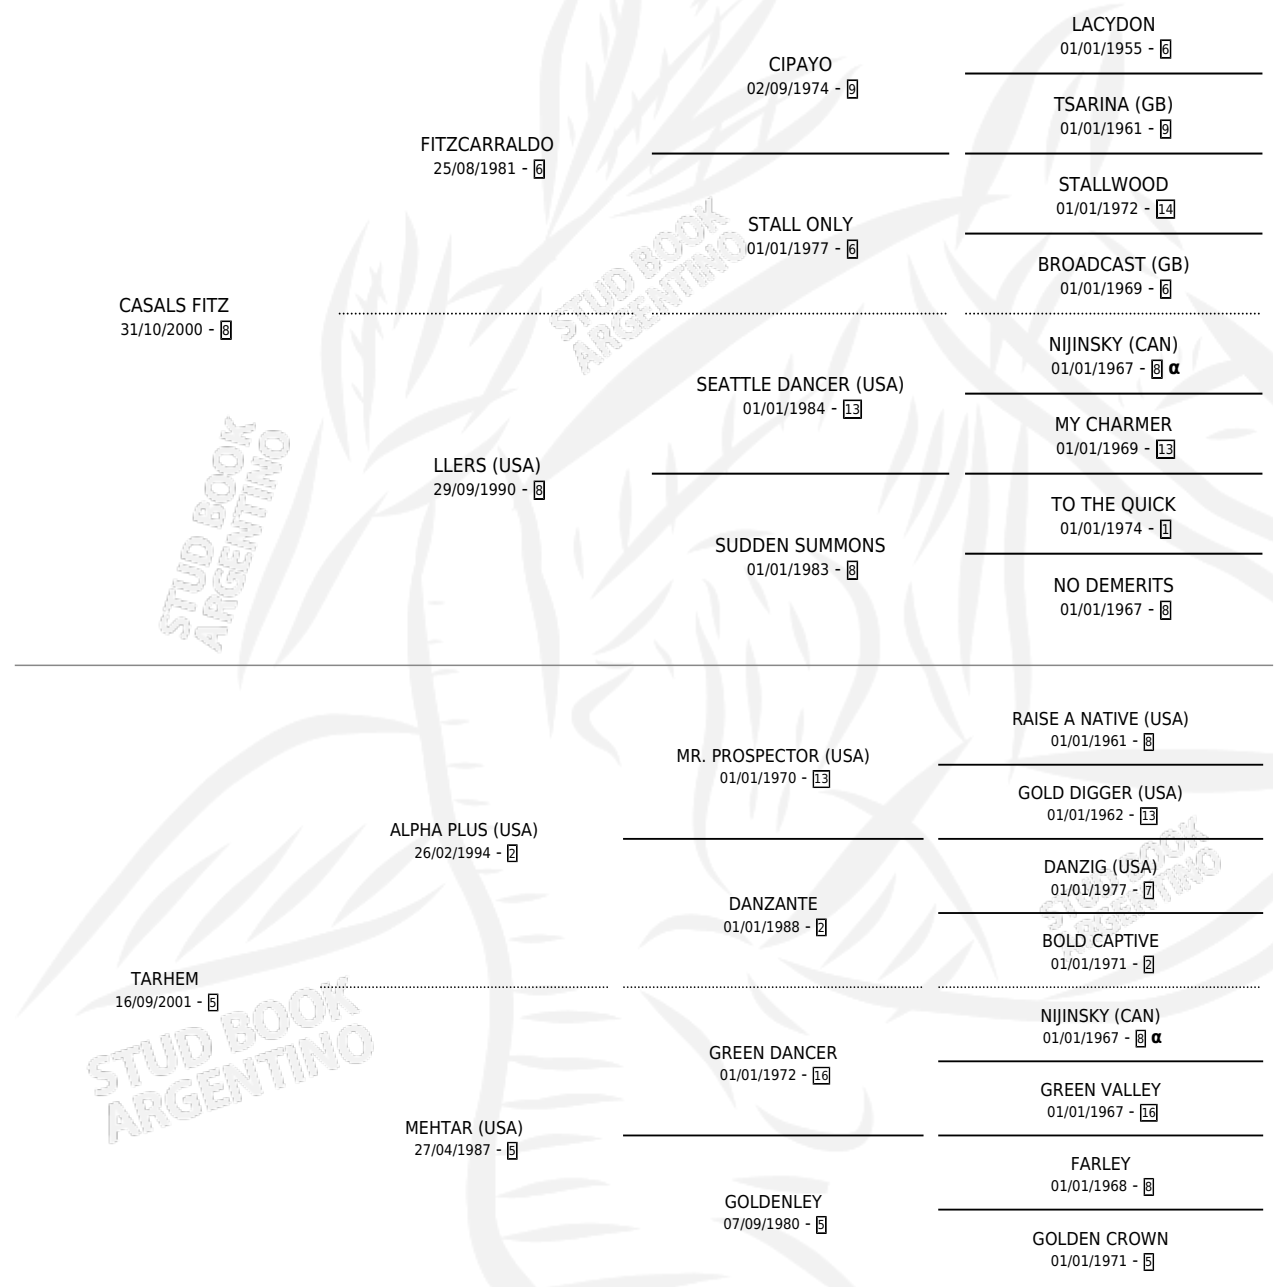 LACYDON
01/01/1955 - 6
CIPAYO
02/09/1974 - 9
TSARINA (GB)
01/01/1961 - 9
FITZCARRALDO
25/08/1981 - 6
STALLWOOD
01/01/1972 - 14
STALL ONLY
01/01/1977 - 6
BROADCAST (GB)
01/01/1969 - 6
CASALS FITZ
31/10/2000 - 8
NIJINSKY (CAN)
01/01/1967 - 8 α
SEATTLE DANCER (USA)
01/01/1984 - 13
MY CHARMER
01/01/1969 - 13
LLERS (USA)
29/09/1990 - 8
TO THE QUICK
01/01/1974 - 1
SUDDEN SUMMONS
01/01/1983 - 8
NO DEMERITS
01/01/1967 - 8
STUD BOOK
ARGENTINO
STUD BOOK
ARGENTINO
RAISE A NATIVE (USA)
01/01/1961 - 8
MR. PROSPECTOR (USA)
01/01/1970 - 13
GOLD DIGGER (USA)
01/01/1962 - 13
ALPHA PLUS (USA)
26/02/1994 - 2
DANZIG (USA)
01/01/1977 - 7
DANZANTE
01/01/1988 - 2
BOLD CAPTIVE
01/01/1971 - 2
TARHEM
16/09/2001 - 5
NIJINSKY (CAN)
01/01/1967 - 8 α
GREEN DANCER
01/01/1972 - 16
GREEN VALLEY
01/01/1967 - 16
MEHTAR (USA)
27/04/1987 - 5
FARLEY
01/01/1968 - 8
GOLDENLEY
07/09/1980 - 5
GOLDEN CROWN
01/01/1971 - 5
STUD BOOK
ARGENTINO
STUD BOOK
ARGENTINO